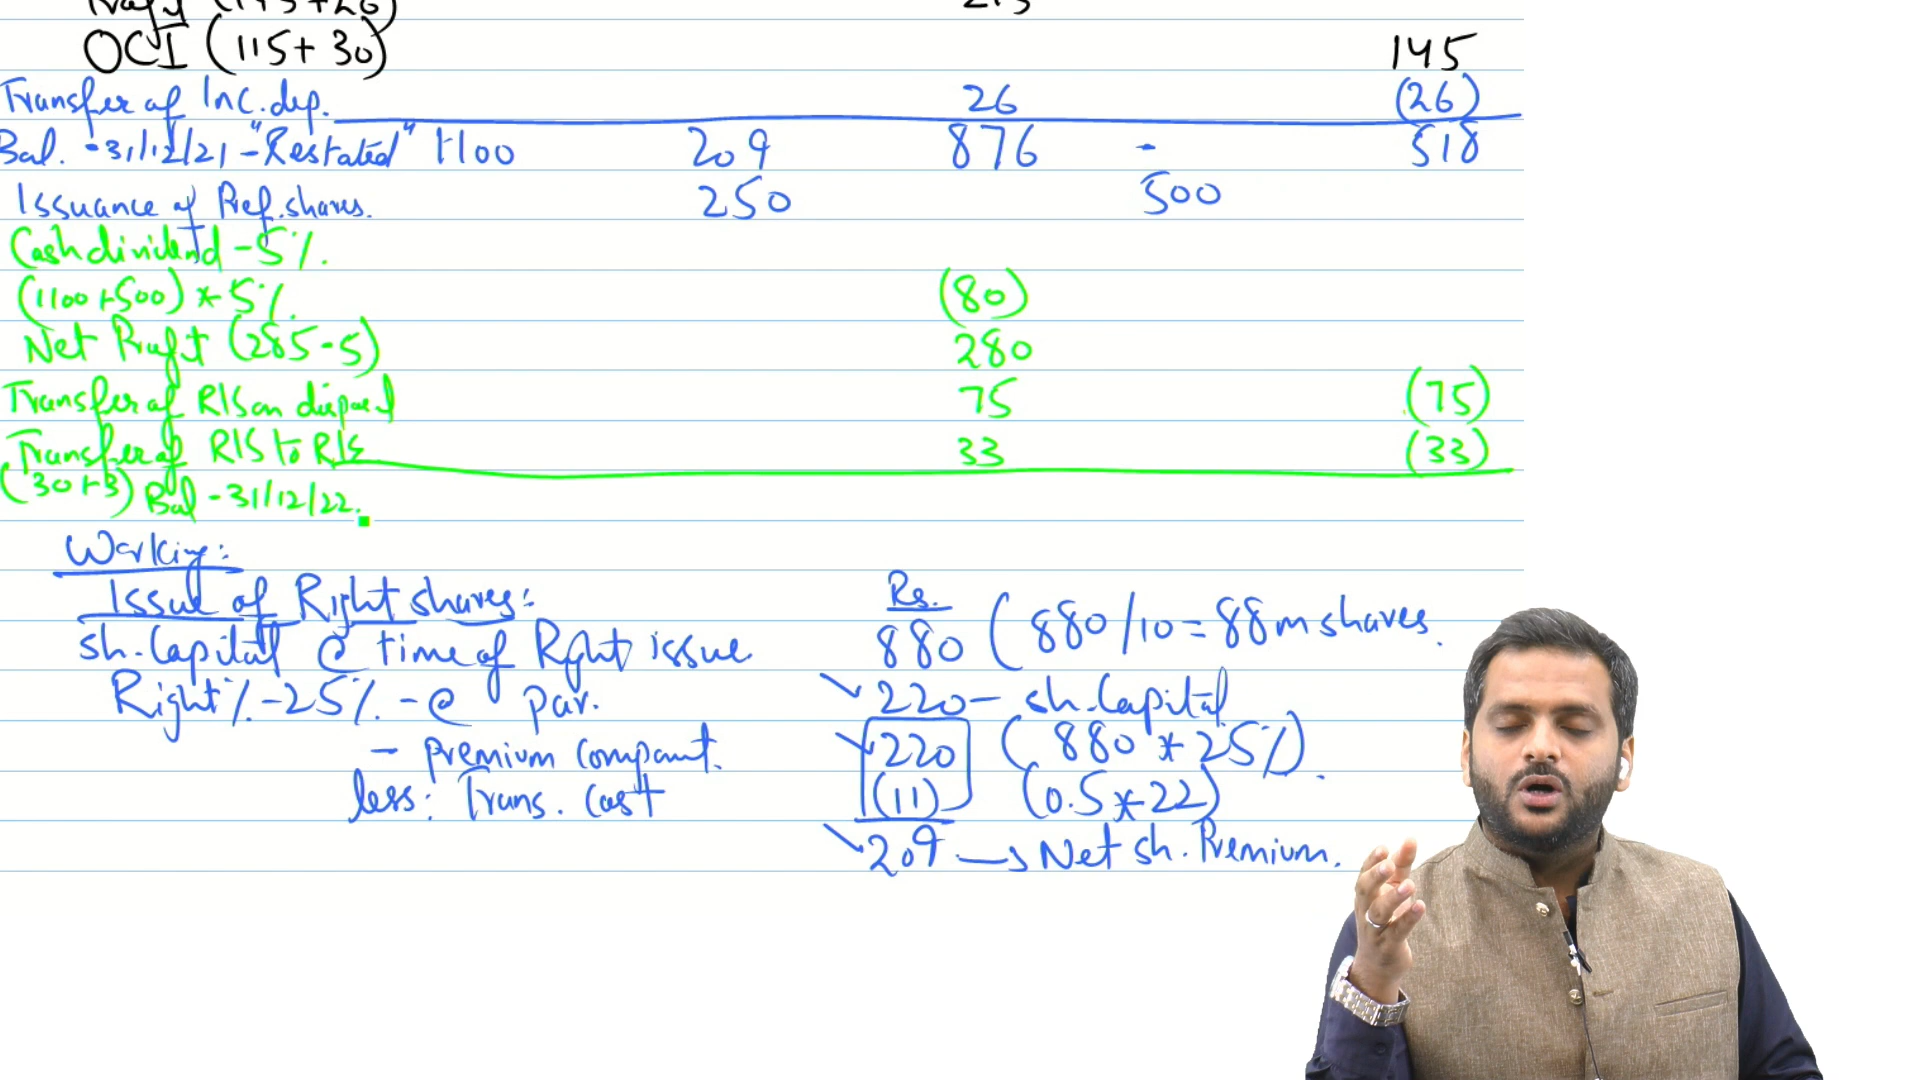 Profit (145+26) 213
OCI (115+30) 145
Transfer of Inc. dep. 26 (26)
Bal. -31/12/21-"Restated" 1100 209 876 - 518
Issuance of Pref. shares. 250 500
Cash dividend -5%.
(1100+500)*5% (80)
Net Profit (285-5) 280
Transfer of R/S on disposal 75 (75)
Transfer of R/S to R/E 33 (33)
(30+3) Bal -31/12/22.
Working:
Issue of Right shares: Rs.
sh. Capital @ time of Right issue 880 (880/10=88m shares.
Right % -25% - @ par. 220 - sh. Capital
- premium component. 220 (880*25%).
less: Trans. Cost (11) (0.5*22)
209 → Net sh. Premium.